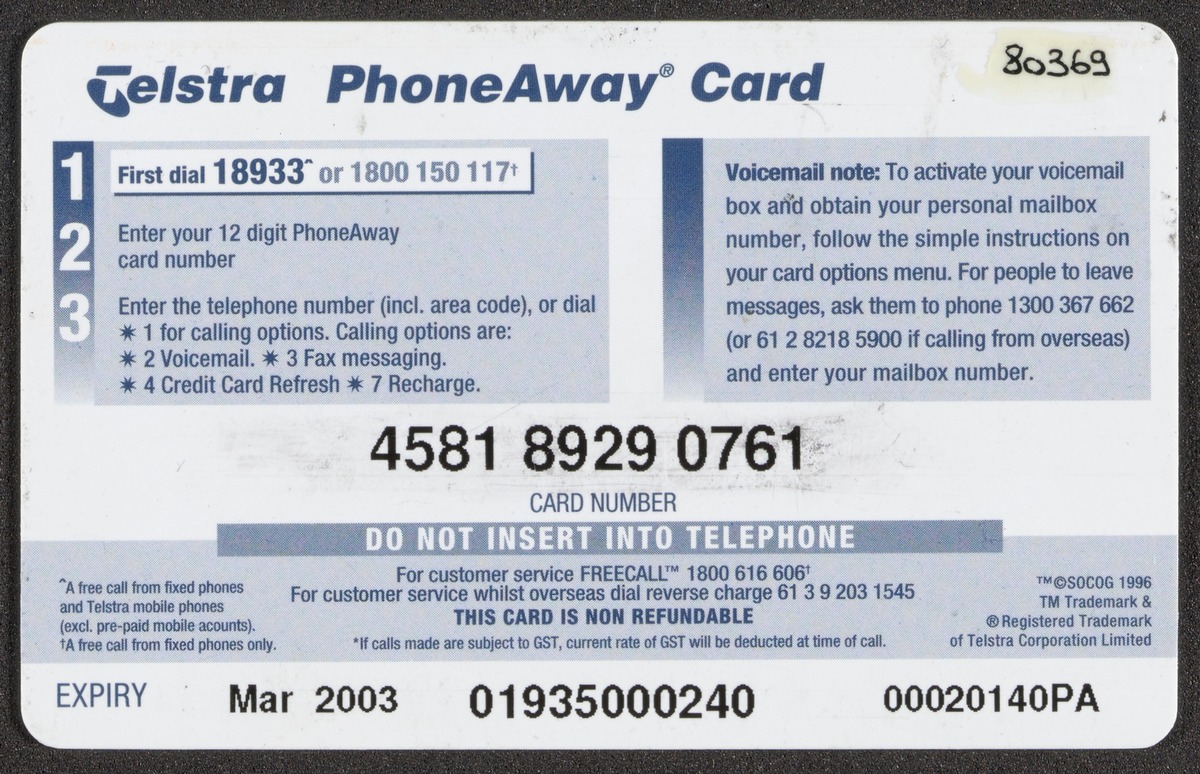 Telstra PhoneAway® Card
80369
1 First dial 18933^ or 1800 150 117†
2 Enter your 12 digit PhoneAway
card number
3 Enter the telephone number (incl. area code), or dial
✷ 1 for calling options. Calling options are:
✷ 2 Voicemail. ✷ 3 Fax messaging.
✷ 4 Credit Card Refresh ✷ 7 Recharge.
Voicemail note: To activate your voicemail
box and obtain your personal mailbox
number, follow the simple instructions on
your card options menu. For people to leave
messages, ask them to phone 1300 367 662
(or 61 2 8218 5900 if calling from overseas)
and enter your mailbox number.
4581 8929 0761
CARD NUMBER
DO NOT INSERT INTO TELEPHONE
^A free call from fixed phones
and Telstra mobile phones
(excl. pre-paid mobile acounts).
†A free call from fixed phones only.
For customer service FREECALL™ 1800 616 606†
For customer service whilst overseas dial reverse charge 61 3 9 203 1545
THIS CARD IS NON REFUNDABLE
*If calls made are subject to GST, current rate of GST will be deducted at time of call.
™©SOCOG 1996
TM Trademark &
® Registered Trademark
of Telstra Corporation Limited
EXPIRY Mar 2003 01935000240 00020140PA